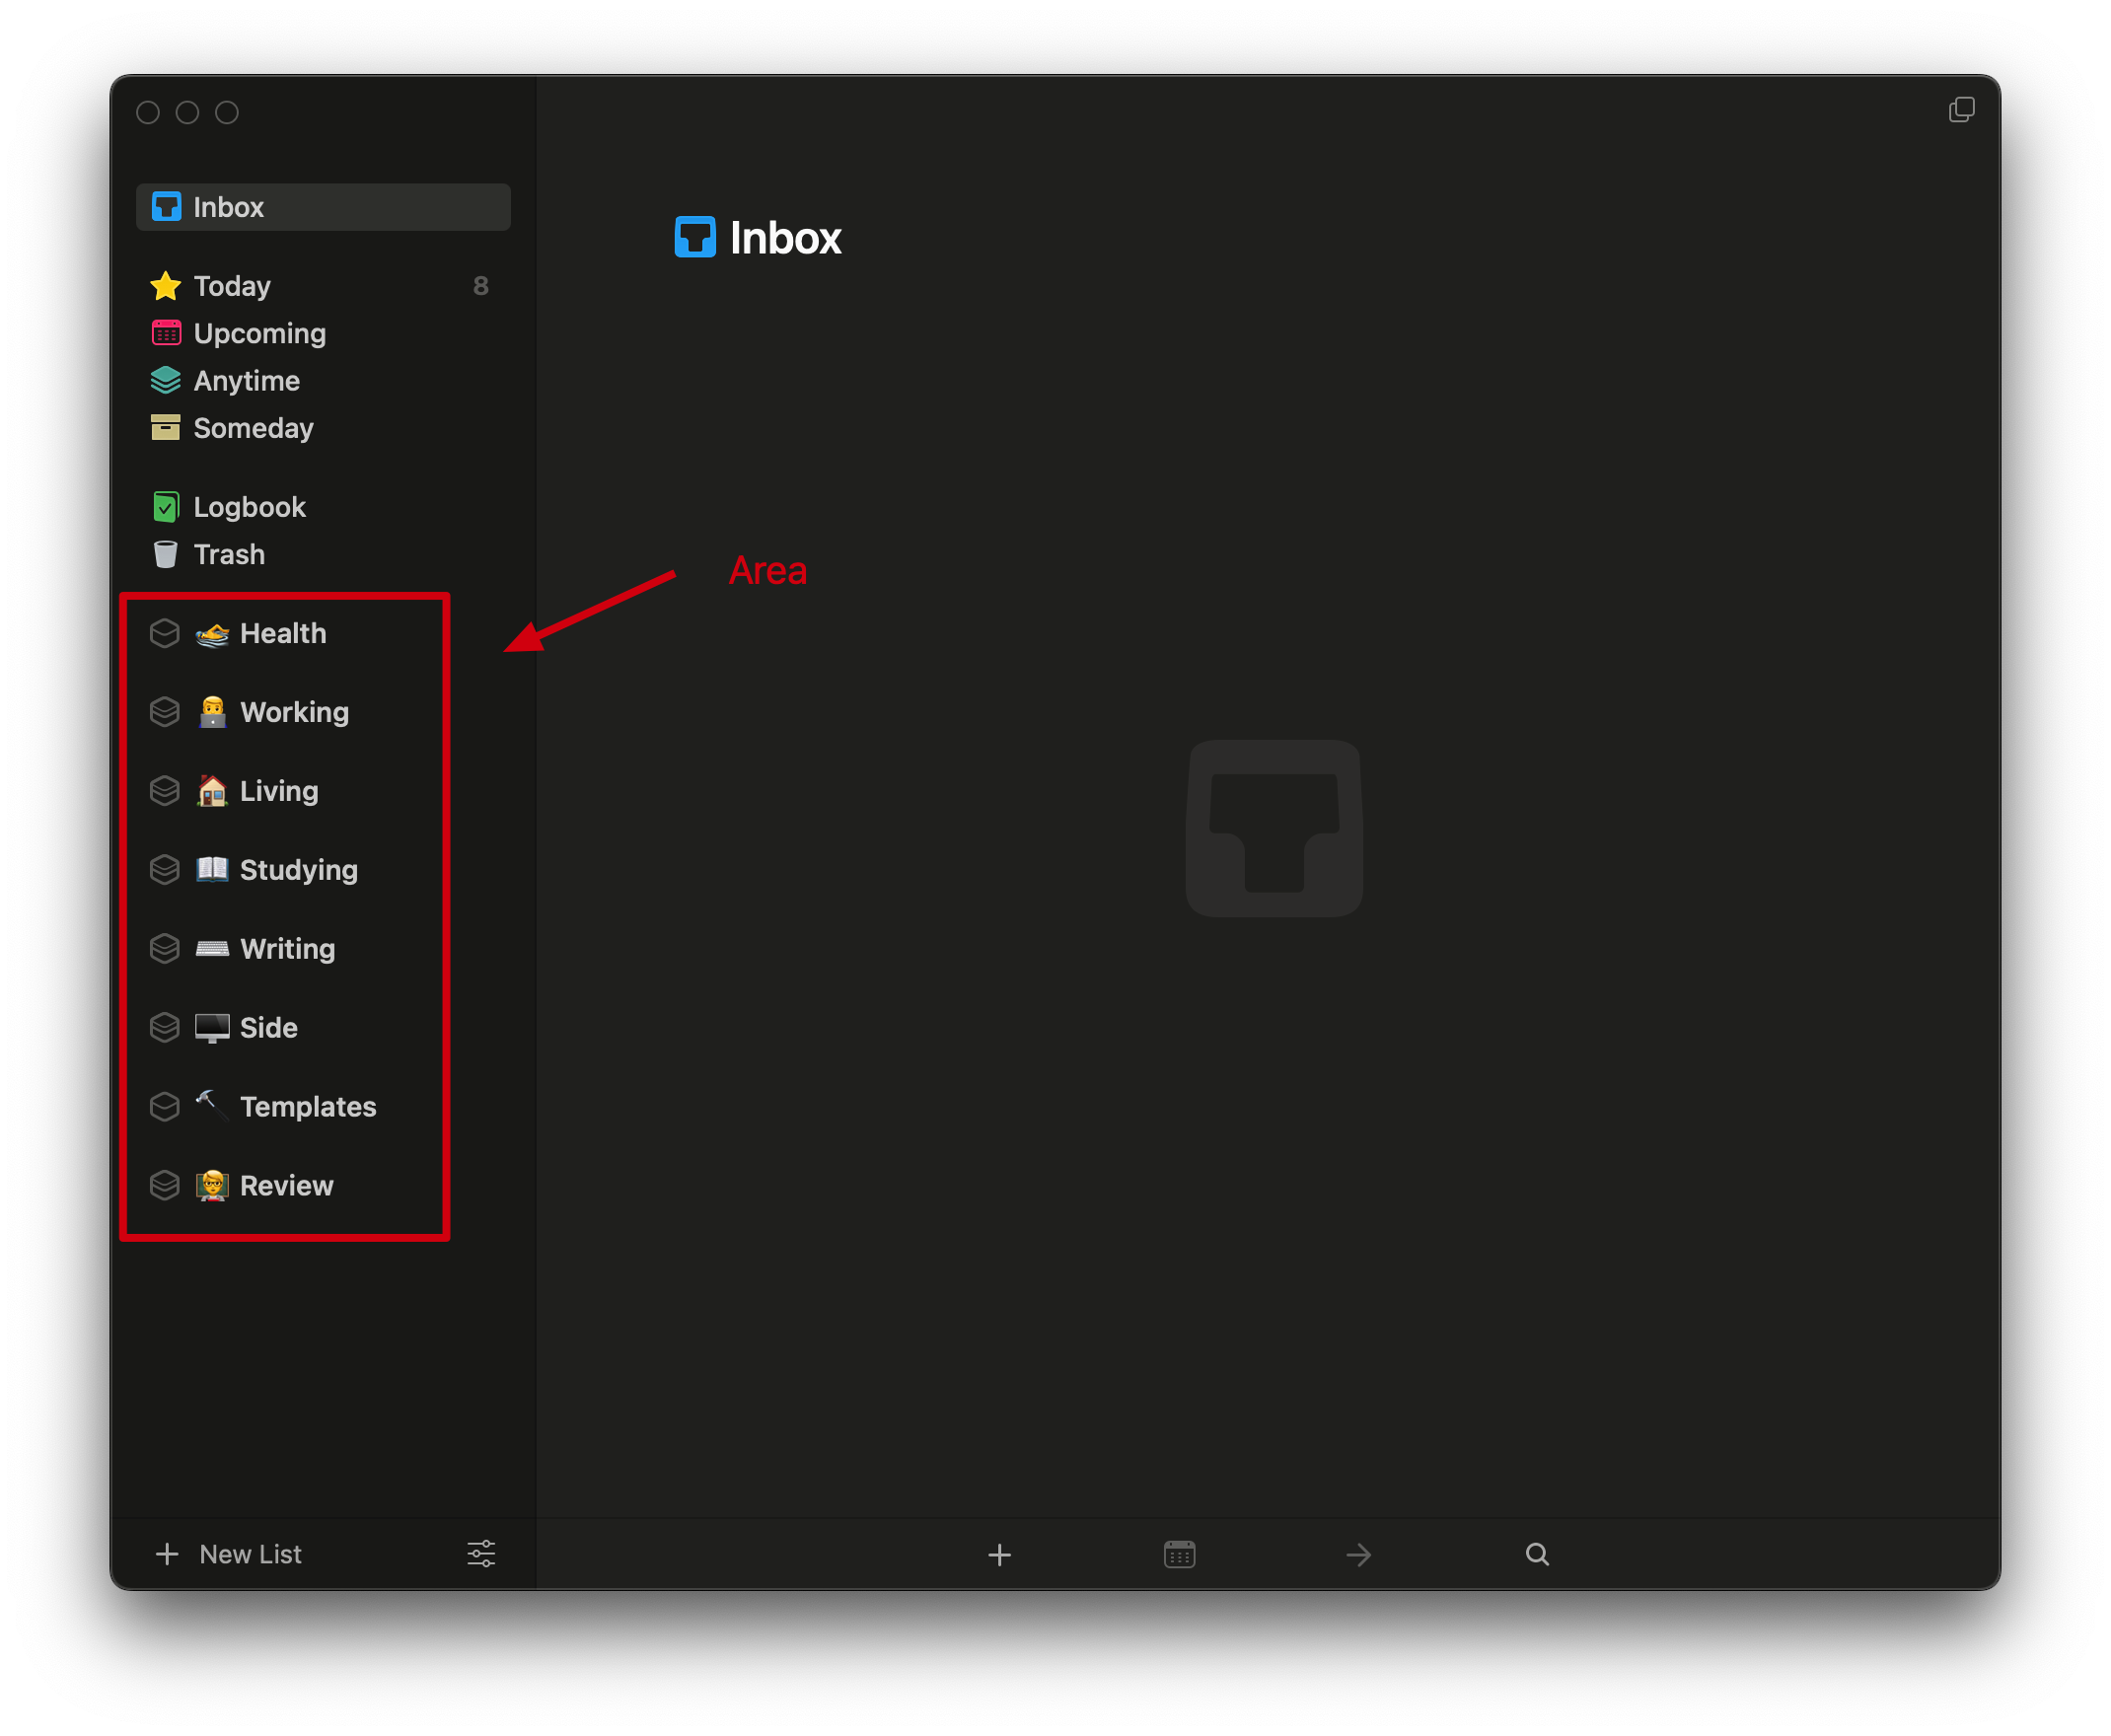 Inbox
Today 8
Upcoming
Anytime
Someday
Logbook
Trash
Health
Working
Living
Studying
Writing
Side
Templates
Review
New List
Inbox
Area